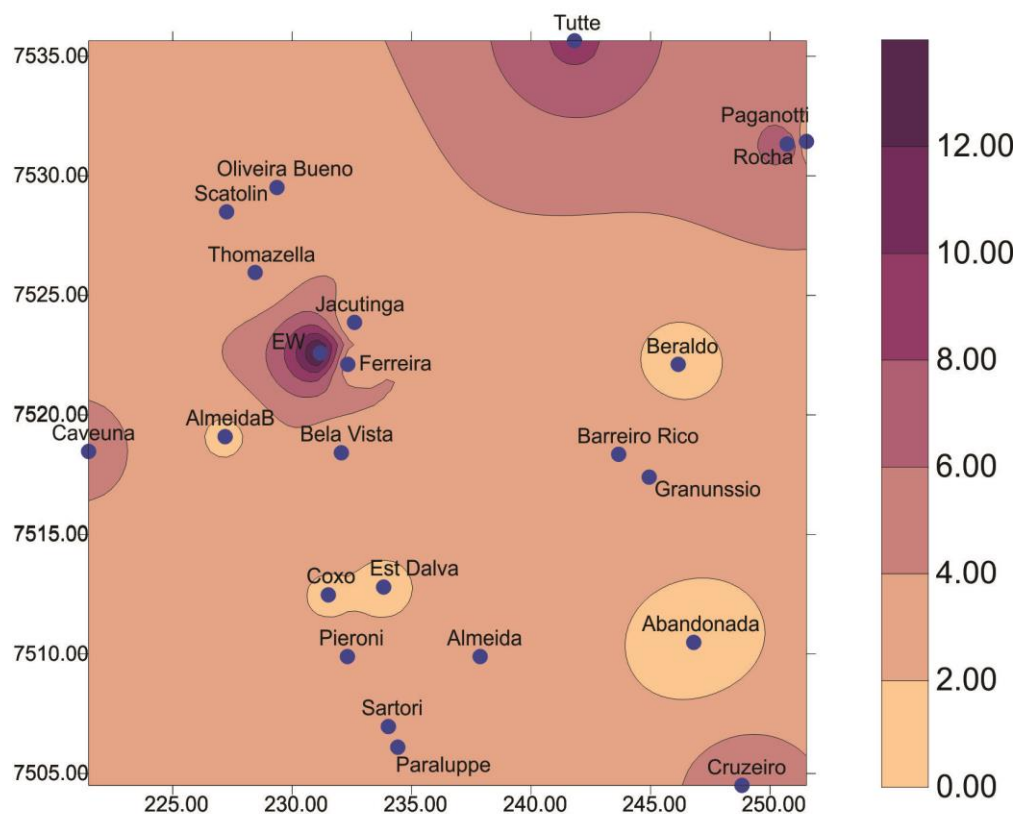 Tutte
7535.00
Paganotti
12.00
Rocha
7530.00
Oliveira Bueno
Scatolin
10.00
Thomazella
7525.00
Jacutinga
EW
Beraldo
8.00
Ferreira
7520.00
AlmeidaB
Caveuna
Bela Vista
Barreiro Rico
6.00
Granunssio
7515.00
Coxo
Est Dalva
4.00
7510.00
Pieroni
Almeida
Abandonada
2.00
Sartori
Paraluppe
7505.00
Cruzeiro
0.00
225.00 230.00 235.00 240.00 245.00 250.00